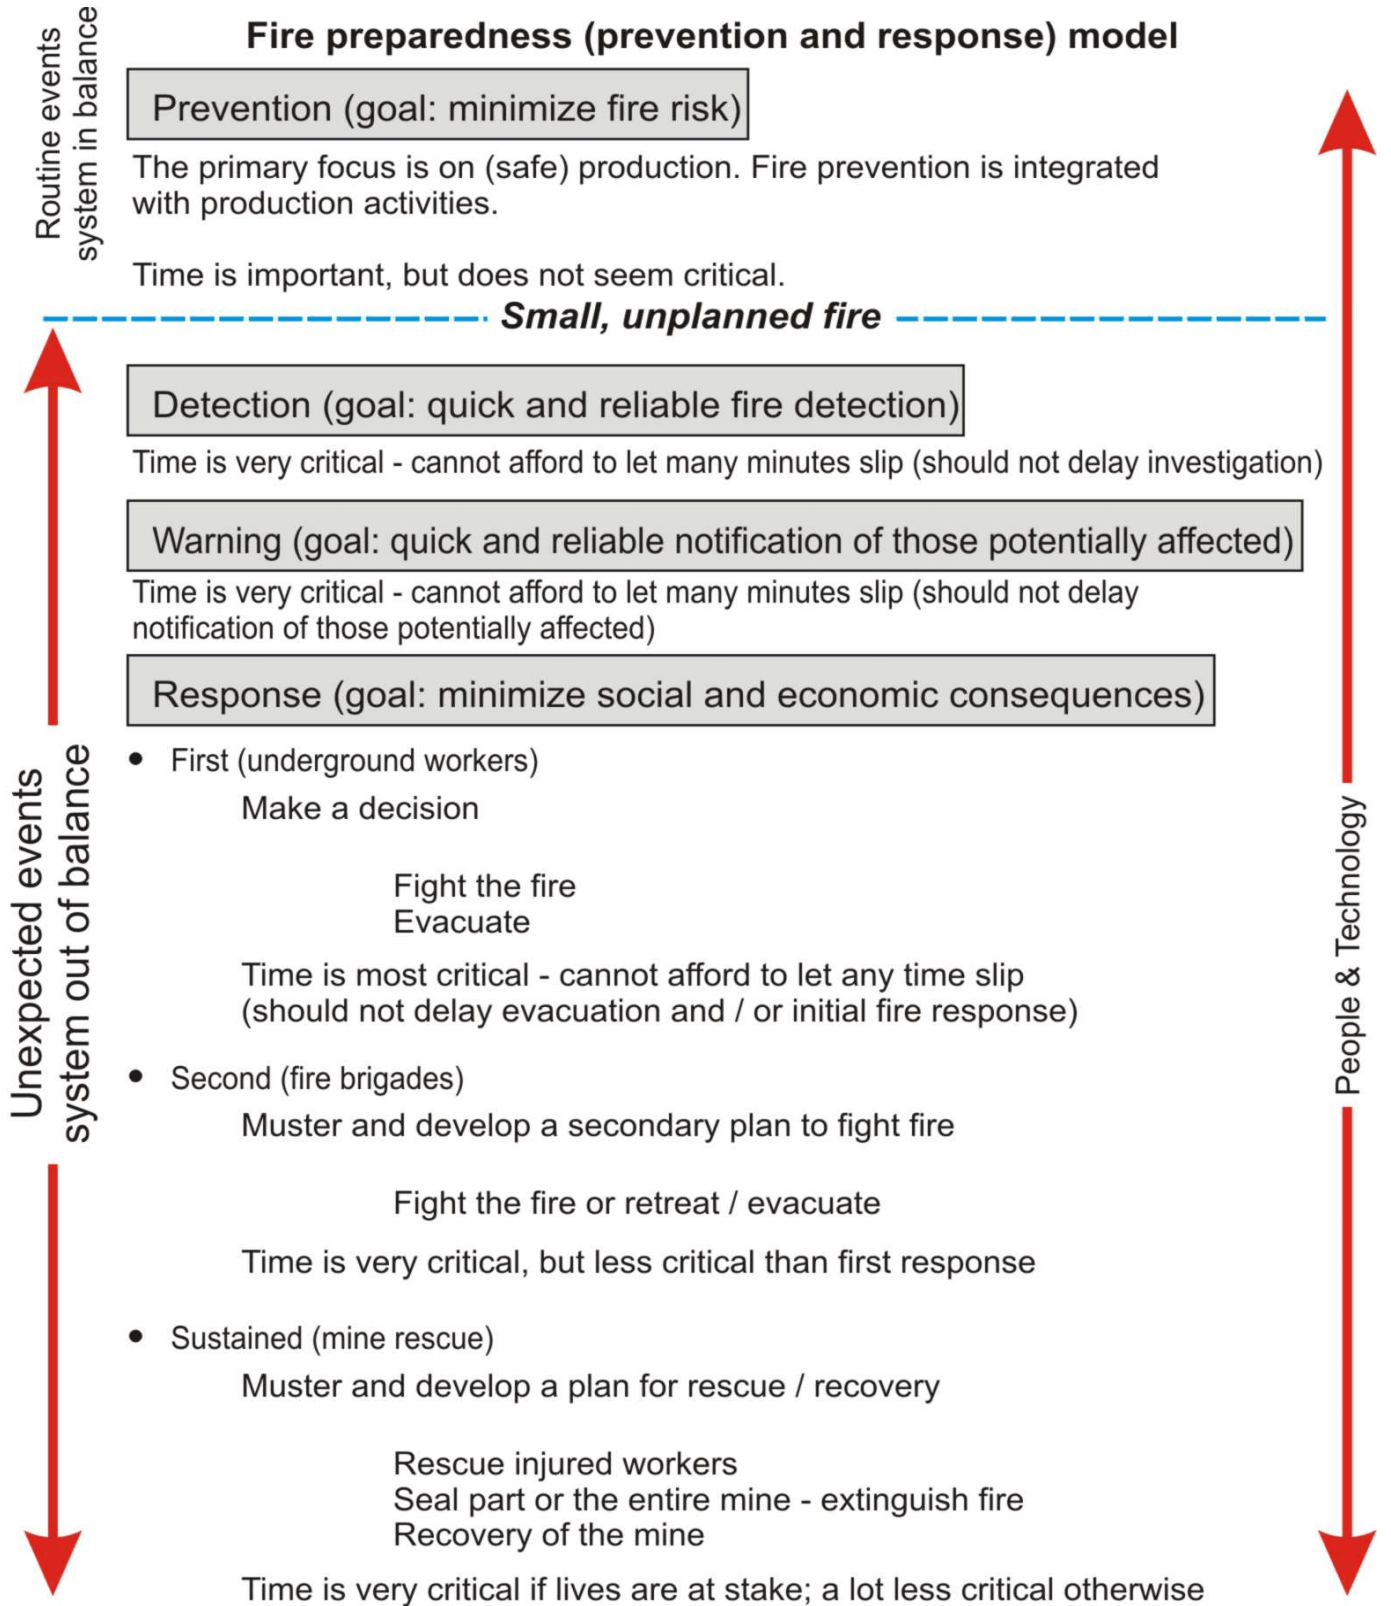 Fire preparedness (prevention and response) model
Routine events
system in balance
Prevention (goal: minimize fire risk)
The primary focus is on (safe) production. Fire prevention is integrated
with production activities.
Time is important, but does not seem critical.
Small, unplanned fire
Detection (goal: quick and reliable fire detection)
Time is very critical - cannot afford to let many minutes slip (should not delay investigation)
Warning (goal: quick and reliable notification of those potentially affected)
Time is very critical - cannot afford to let many minutes slip (should not delay
notification of those potentially affected)
Response (goal: minimize social and economic consequences)
Unexpected events
system out of balance
• First (underground workers)
Make a decision
Fight the fire
Evacuate
Time is most critical - cannot afford to let any time slip
(should not delay evacuation and / or initial fire response)
• Second (fire brigades)
Muster and develop a secondary plan to fight fire
Fight the fire or retreat / evacuate
Time is very critical, but less critical than first response
• Sustained (mine rescue)
Muster and develop a plan for rescue / recovery
Rescue injured workers
Seal part or the entire mine - extinguish fire
Recovery of the mine
Time is very critical if lives are at stake; a lot less critical otherwise
People & Technology